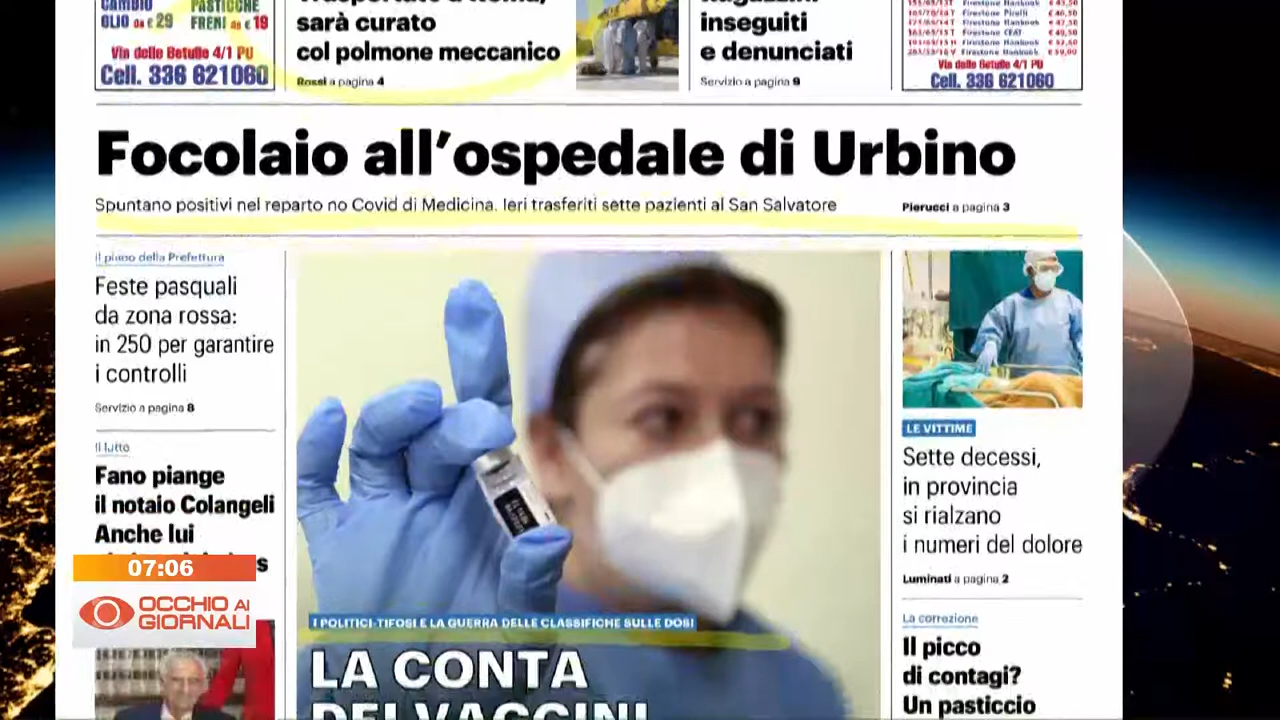 CAMBIO
OLIO da € 29
PASTICCHE
FRENI da € 19
Via delle Betulle 4/1 PU
Cell. 336 621060
sarà curato
col polmone meccanico
Rossi a pagina 4
Ragazzini
inseguiti
e denunciati
Servizio a pagina 9
Via delle Betulle 4/1 PU
Cell. 336 621060
Focolaio all'ospedale di Urbino
Spuntano positivi nel reparto no Covid di Medicina. Ieri trasferiti sette pazienti al San Salvatore
Pierucci a pagina 3
Il piano della Prefettura
Feste pasquali
da zona rossa:
in 250 per garantire
i controlli
Servizio a pagina 8
Il lutto
Fano piange
il notaio Colangeli
Anche lui
07:06
OCCHIO AI
GIORNALI
I POLITICI-TIFOSI E LA GUERRA DELLE CLASSIFICHE SULLE DOSI
LA CONTA
DEI VACCINI
LE VITTIME
Sette decessi,
in provincia
si rialzano
i numeri del dolore
Luminati a pagina 2
La correzione
Il picco
di contagi?
Un pasticcio